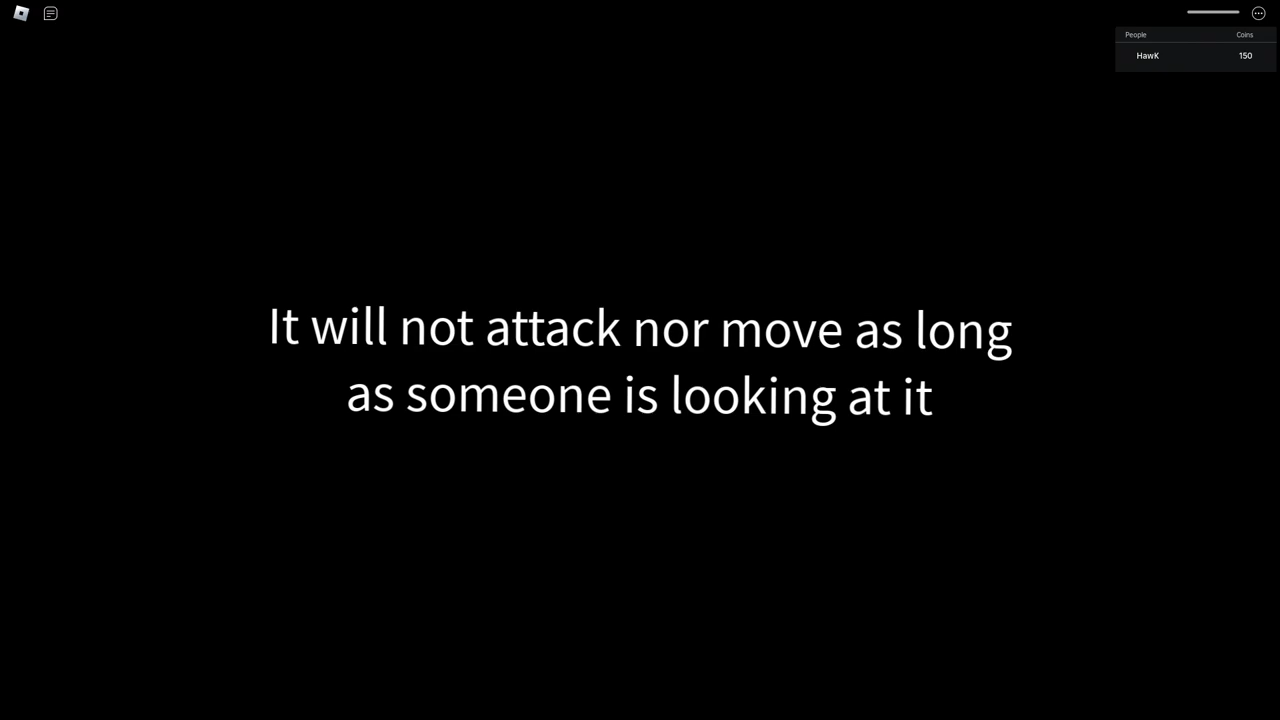 People Coins
HawK 150
It will not attack nor move as long
as someone is looking at it